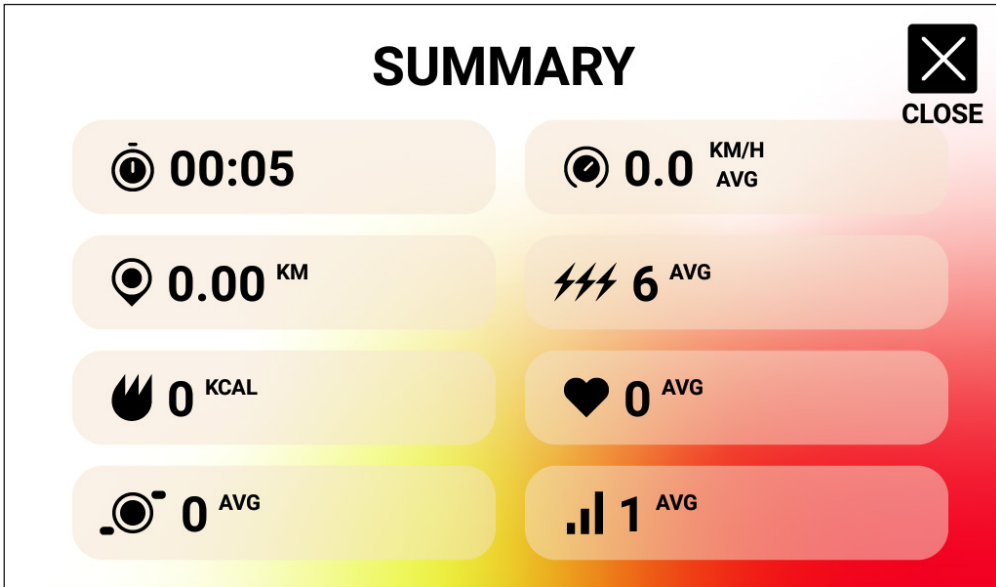 SUMMARY
CLOSE
00:05
0.0 KM/H
AVG
0.00 KM
6 AVG
0 KCAL
0 AVG
0 AVG
1 AVG